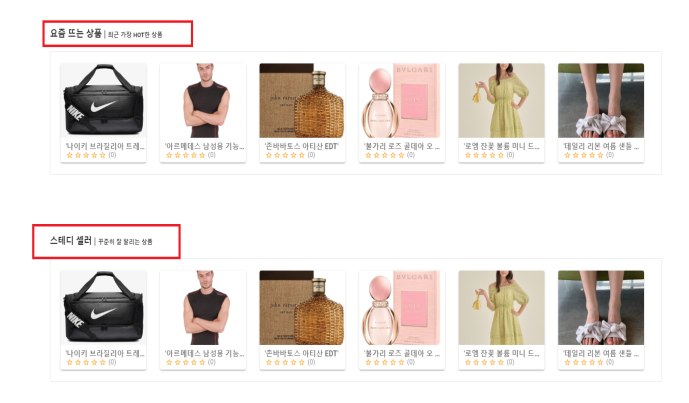 요즘 뜨는 상품 | 최근 가장 HOT한 상품
NIKE
john varvatos
BVLGARI
'나이키 브라질리아 트레...
☆☆☆☆☆ (0)
'아르메데스 남성용 기능...
☆☆☆☆☆ (0)
'존바바토스 아티산 EDT'
☆☆☆☆☆ (0)
'불가리 로즈 골데아 오 ...
☆☆☆☆☆ (0)
'로엠 잔꽃 볼륨 미니 드...
☆☆☆☆☆ (0)
'데일리 리본 여름 샌들 ...
☆☆☆☆☆ (0)
스테디 셀러 | 꾸준히 잘 팔리는 상품
NIKE
john varvatos
BVLGARI
'나이키 브라질리아 트레...
☆☆☆☆☆ (0)
'아르메데스 남성용 기능...
☆☆☆☆☆ (0)
'존바바토스 아티산 EDT'
☆☆☆☆☆ (0)
'불가리 로즈 골데아 오 ...
☆☆☆☆☆ (0)
'로엠 잔꽃 볼륨 미니 드...
☆☆☆☆☆ (0)
'데일리 리본 여름 샌들 ...
☆☆☆☆☆ (0)